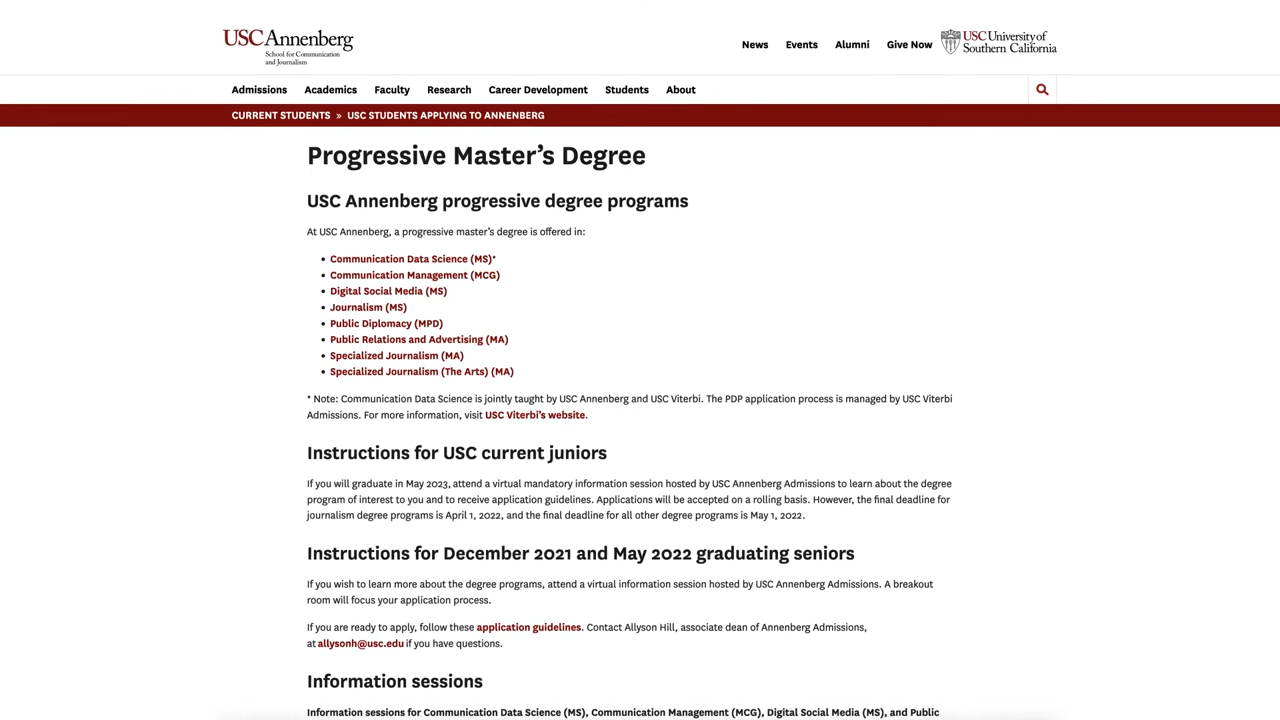 USC Annenberg
School for Communication
and Journalism
News Events Alumni Give Now
USC University of
Southern California
Admissions Academics Faculty Research Career Development Students About
CURRENT STUDENTS » USC STUDENTS APPLYING TO ANNENBERG
Progressive Master's Degree
USC Annenberg progressive degree programs
At USC Annenberg, a progressive master's degree is offered in:
• Communication Data Science (MS)*
• Communication Management (MCG)
• Digital Social Media (MS)
• Journalism (MS)
• Public Diplomacy (MPD)
• Public Relations and Advertising (MA)
• Specialized Journalism (MA)
• Specialized Journalism (The Arts) (MA)
* Note: Communication Data Science is jointly taught by USC Annenberg and USC Viterbi. The PDP application process is managed by USC Viterbi
Admissions. For more information, visit USC Viterbi's website.
Instructions for USC current juniors
If you will graduate in May 2023, attend a virtual mandatory information session hosted by USC Annenberg Admissions to learn about the degree
program of interest to you and to receive application guidelines. Applications will be accepted on a rolling basis. However, the final deadline for
journalism degree programs is April 1, 2022, and the final deadline for all other degree programs is May 1, 2022.
Instructions for December 2021 and May 2022 graduating seniors
If you wish to learn more about the degree programs, attend a virtual information session hosted by USC Annenberg Admissions. A breakout
room will focus your application process.
If you are ready to apply, follow these application guidelines. Contact Allyson Hill, associate dean of Annenberg Admissions,
at allysonh@usc.edu if you have questions.
Information sessions
Information sessions for Communication Data Science (MS), Communication Management (MCG), Digital Social Media (MS), and Public